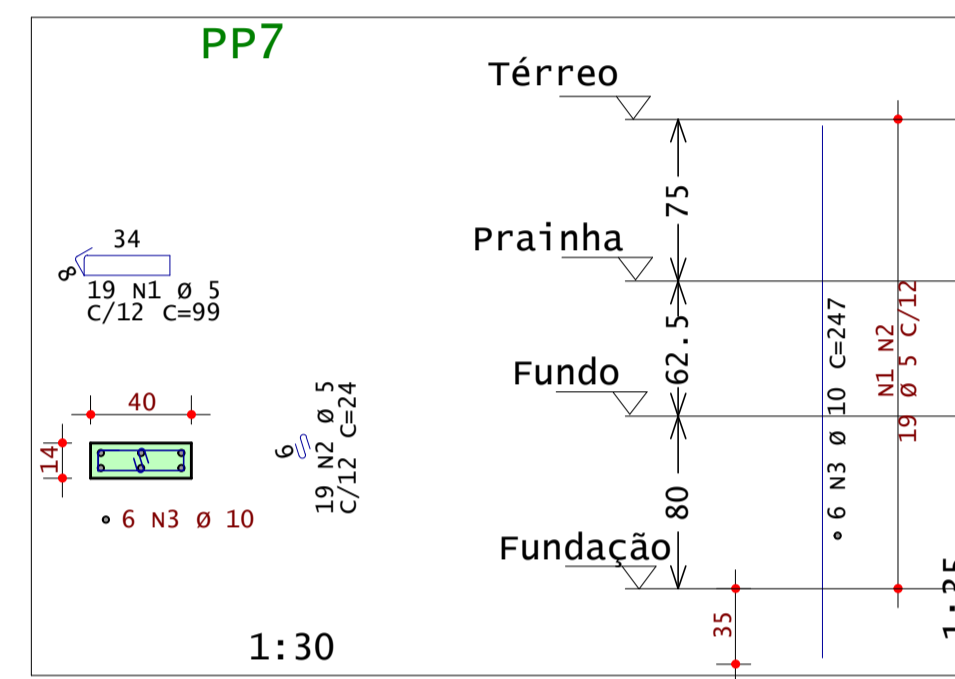 PP7
Térreo
75
Prainha
34
8
19 N1 Ø 5
C/12 C=99
62.5
6 N3 Ø 10 C=247
N1 N2
19 Ø 5 C/12
Fundo
40
14
6
19 N2 Ø 5
C/12 C=24
6 N3 Ø 10
80
Fundação
35
1:30